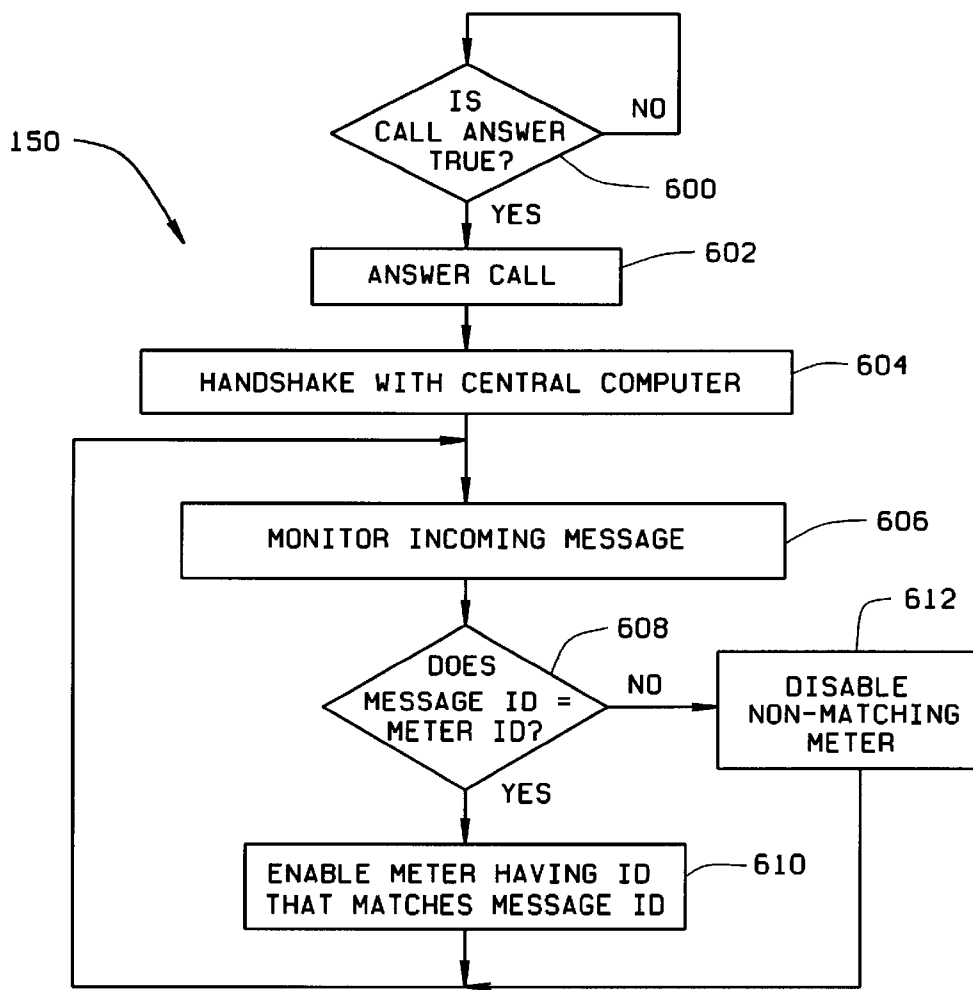 IS
CALL ANSWER
TRUE?
NO
150
600
YES
602
ANSWER CALL
604
HANDSHAKE WITH CENTRAL COMPUTER
606
MONITOR INCOMING MESSAGE
612
608
DOES
MESSAGE ID =
METER ID?
NO
DISABLE
NON-MATCHING
METER
YES
610
ENABLE METER HAVING ID
THAT MATCHES MESSAGE ID